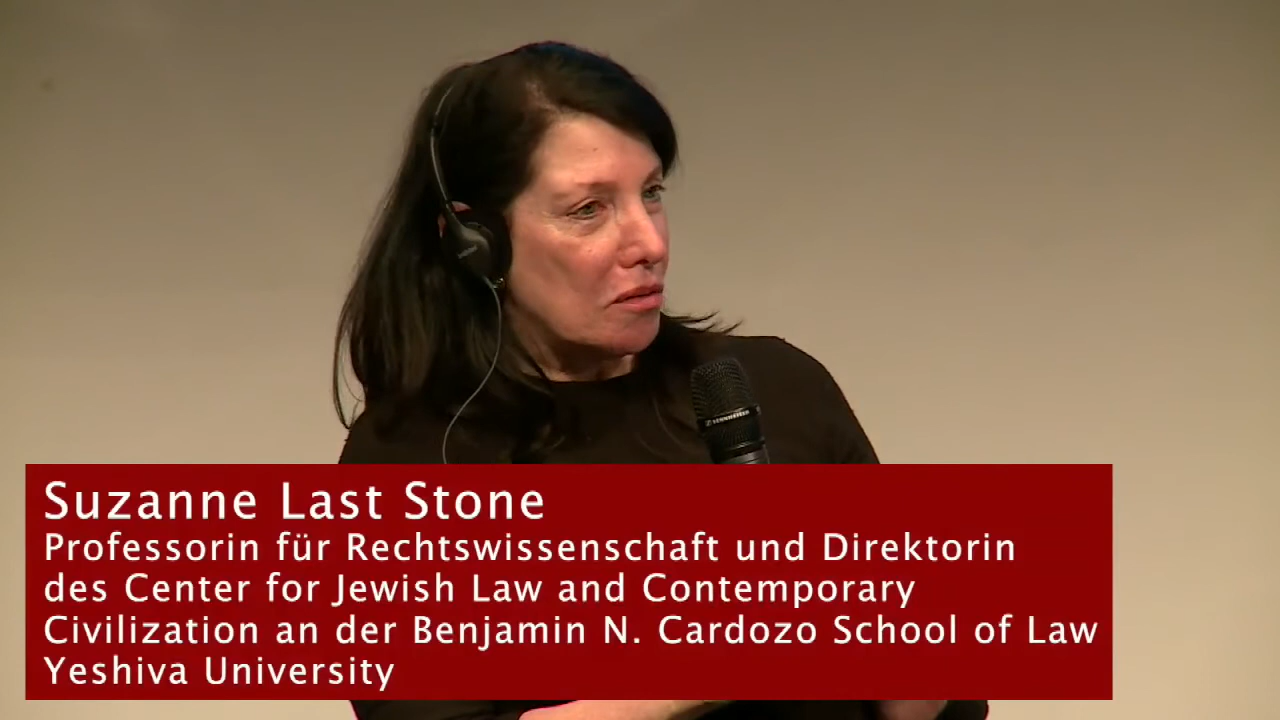 Suzanne Last Stone
Professorin für Rechtswissenschaft und Direktorin
des Center for Jewish Law and Contemporary
Civilization an der Benjamin N. Cardozo School of Law
Yeshiva University
SENNHEISER